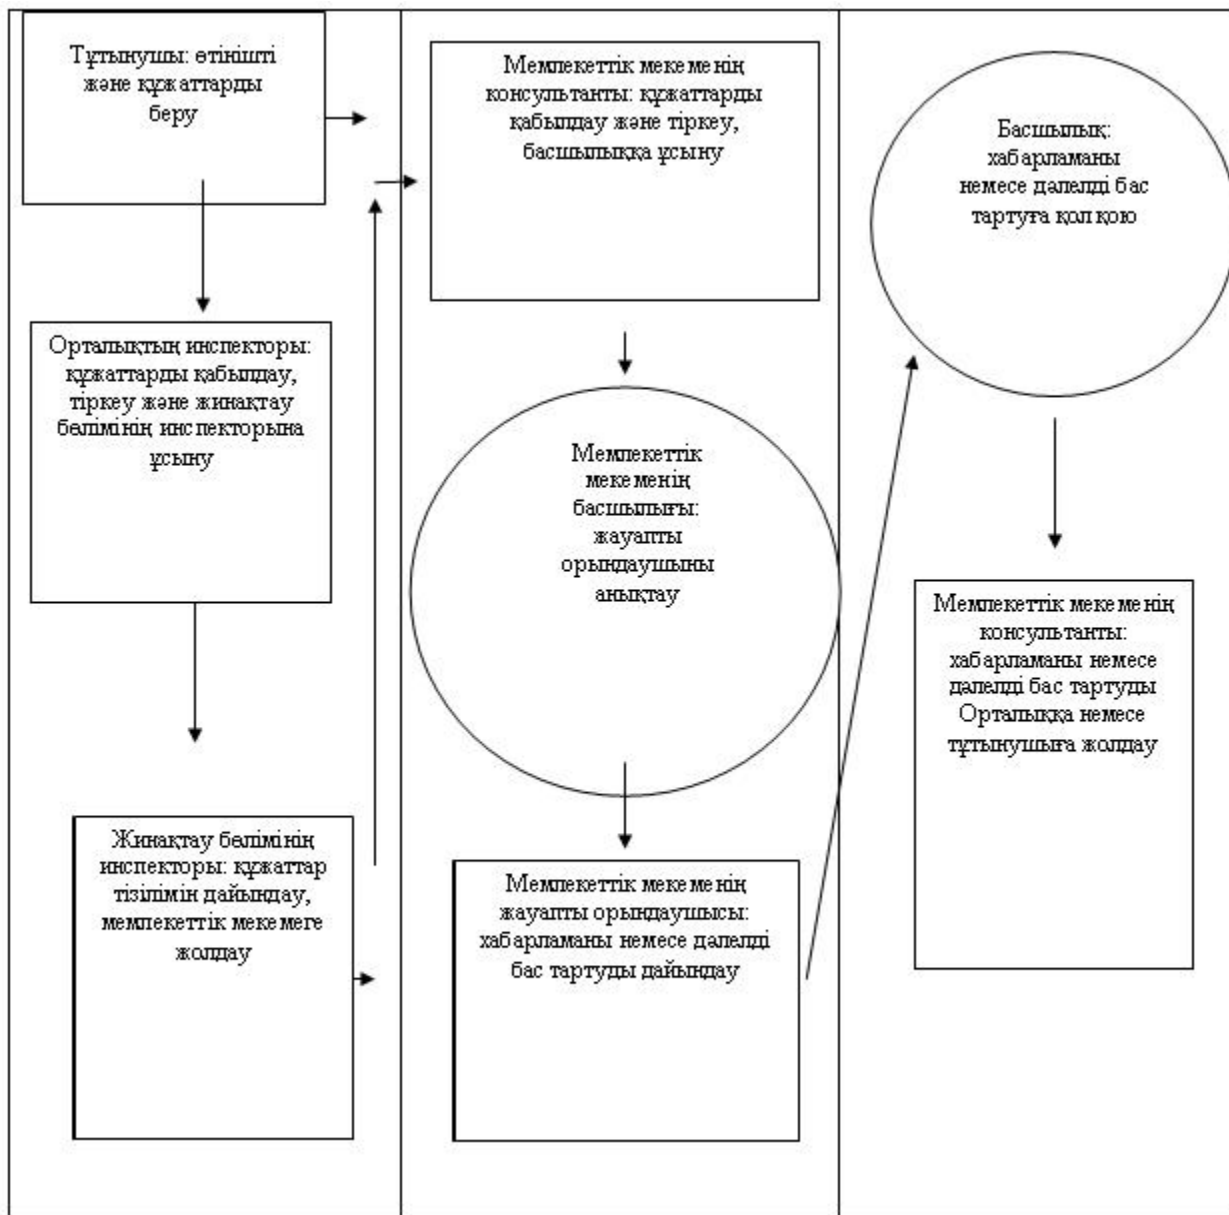 Тұтынушы: өтінішті
және құжаттарды
беру
Орталықтың инспекторы:
құжаттарды қабылдау,
тіркеу және жинақтау
бөлімінің инспекторына
ұсыну
Жинақтау бөлімінің
инспекторы: құжаттар
тізілімін дайындау,
мемлекеттік мекемеге
жолдау
Мемлекеттік мекеменің
консультанты: құжаттарды
қабылдау және тіркеу,
басшылыққа ұсыну
Мемлекеттік
мекеменің
басшылығы:
жауапты
орындаушыны
анықтау
Мемлекеттік мекеменің
жауапты орындаушысы:
хабарламаны немесе дәлелді
бас тартуды дайындау
Басшылық:
хабарламаны
немесе дәлелді бас
тартуға қол қою
Мемлекеттік мекеменің
консультанты:
хабарламаны немесе
дәлелді бас тартуды
Орталыққа немесе
тұтынушыға жолдау